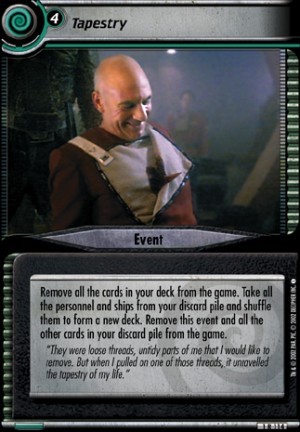 4
Tapestry
Event
Remove all the cards in your deck from the game. Take all
the personnel and ships from your discard pile and shuffle
them to form a new deck. Remove this event and all the
other cards in your discard pile from the game.
"They were loose threads, untidy parts of me that I would like to
remove. But when I pulled on one of those threads, it unravelled
the tapestry of my life."